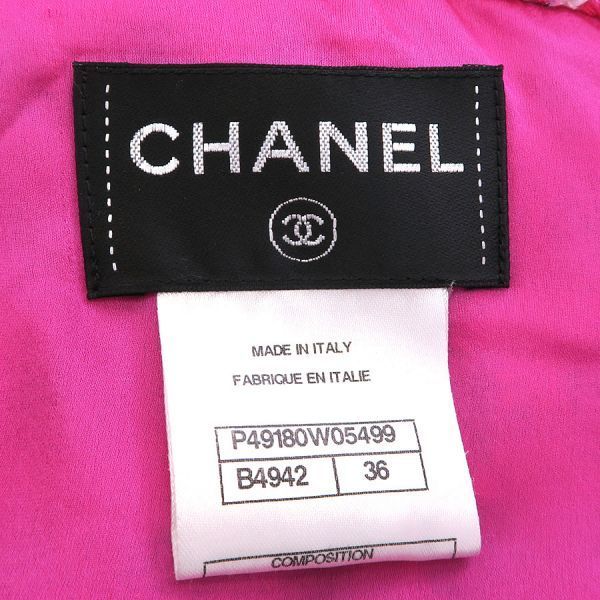 CHANEL
MADE IN ITALY
FABRIQUE EN ITALIE
P49180W05499
B4942 36
COMPOSITION